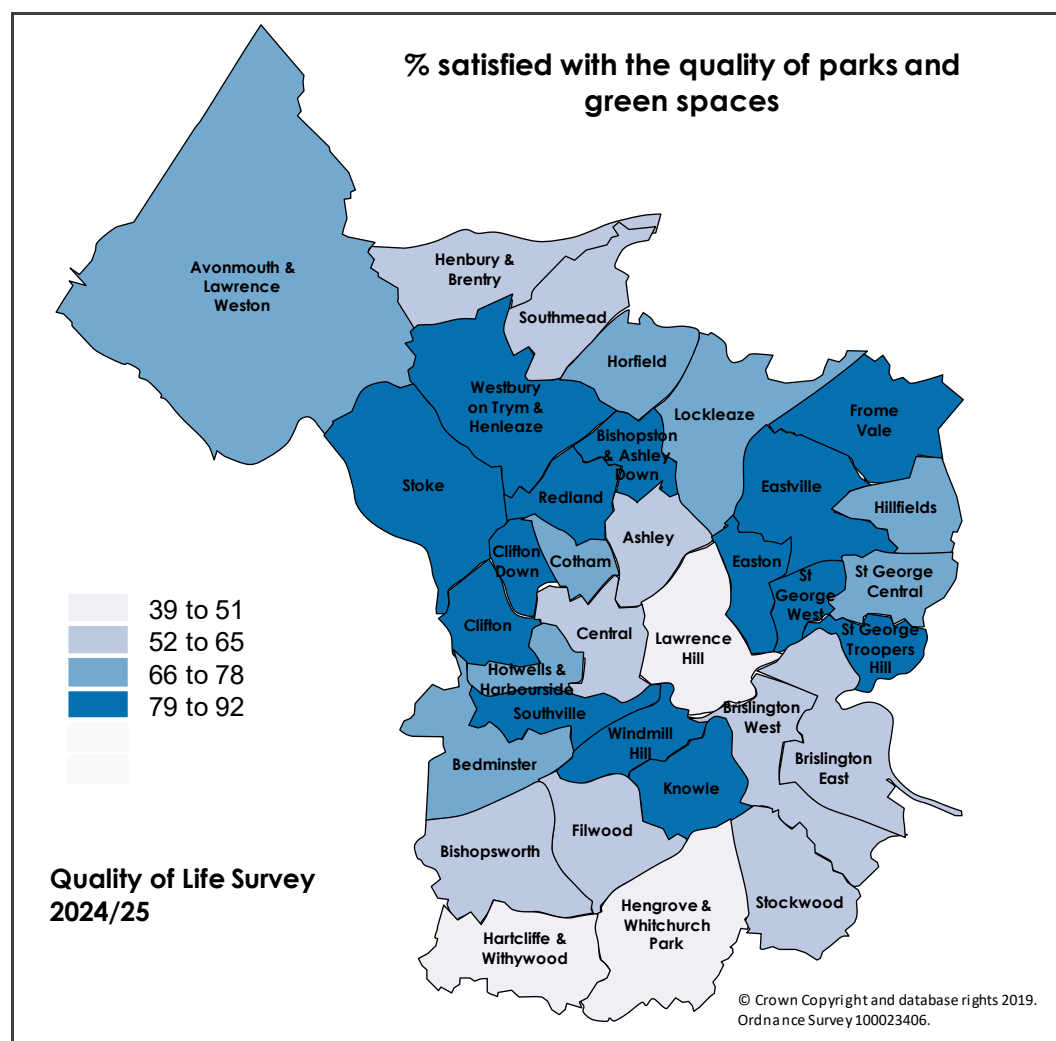 % satisfied with the quality of parks and
green spaces
Avonmouth &
Lawrence
Weston
Henbury &
Brentry
Southmead
Horfield
Lockleaze
Westbury
on Trym &
Henleaze
Bishopston
& Ashley
Down
Frome
Vale
Stoke
Redland
Eastville
Hillfields
Ashley
Clifton
Down
Cotham
Easton
St
George
West
St George
Central
Clifton
Central
Lawrence
Hill
St George
Troopers
Hill
Hotwells &
Harbourside
Southville
Windmill
Hill
Brislington
West
Bedminster
Knowle
Brislington
East
Filwood
Bishopsworth
Stockwood
Hengrove &
Whitchurch
Park
Hartcliffe &
Withywood
39 to 51
52 to 65
66 to 78
79 to 92
Quality of Life Survey
2024/25
© Crown Copyright and database rights 2019.
Ordnance Survey 100023406.